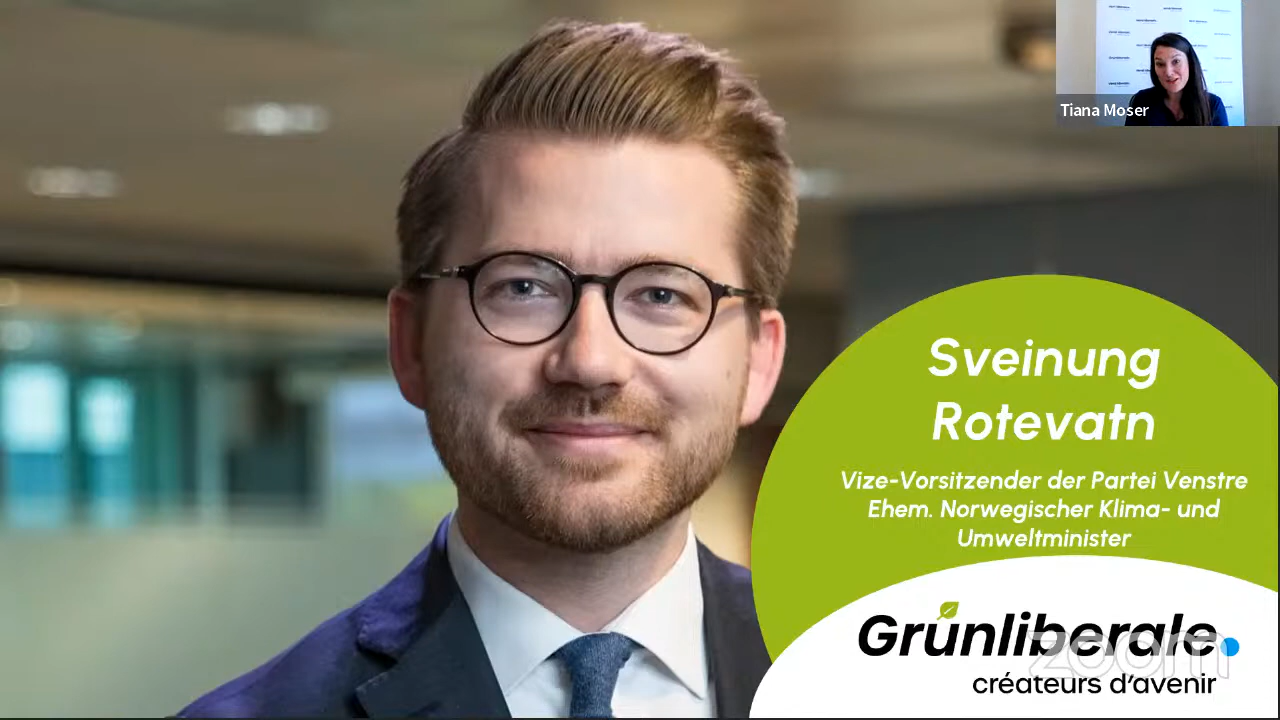 Tiana Moser
Sveinung
Rotevatn
Vize-Vorsitzender der Partei Venstre
Ehem. Norwegischer Klima- und
Umweltminister
Grünliberale.
zoom
créateurs d'avenir